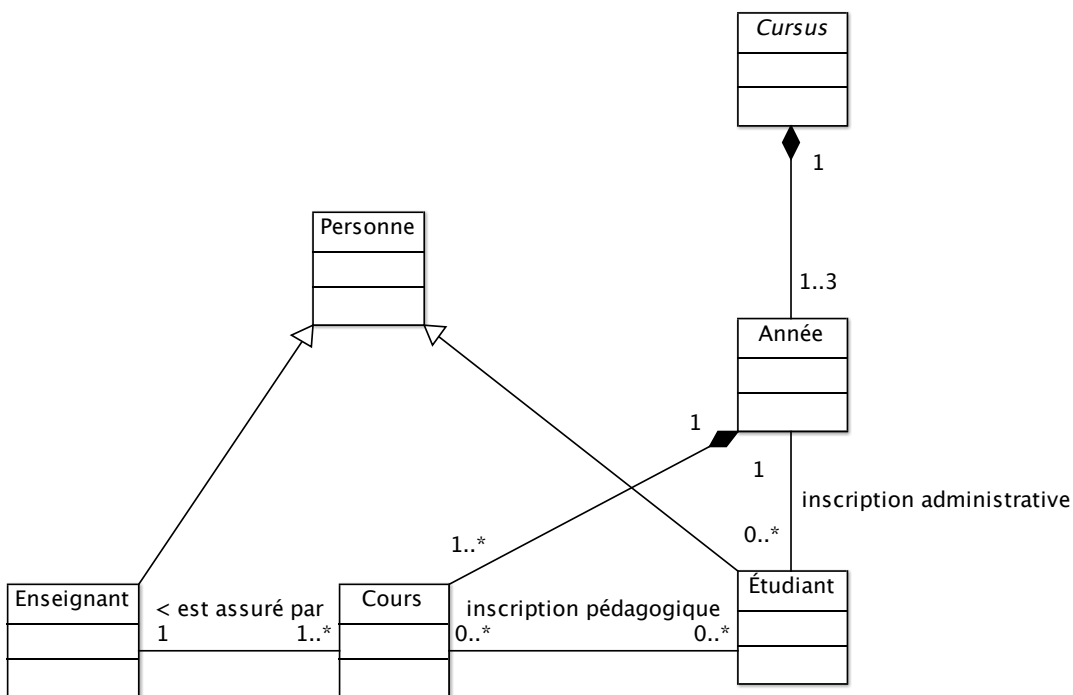 Cursus
1
Personne
1..3
Année
1
1
inscription administrative
0..*
1..*
Étudiant
Enseignant
< est assuré par
Cours
inscription pédagogique
1
1..*
0..*
0..*